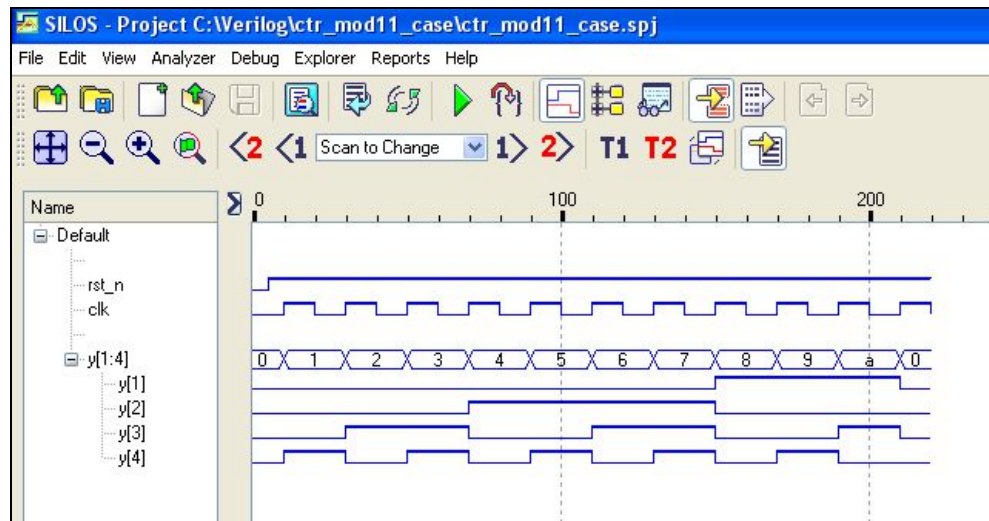 SILOS - Project C:\Verilog\ctr_mod11_case\ctr_mod11_case.spj
File Edit View Analyzer Debug Explorer Reports Help
2 1 Scan to Change 1 2 T1 T2
Name 0 100 200
Default
rst_n
clk
y[1:4] 0 1 2 3 4 5 6 7 8 9 a 0
y[1]
y[2]
y[3]
y[4]